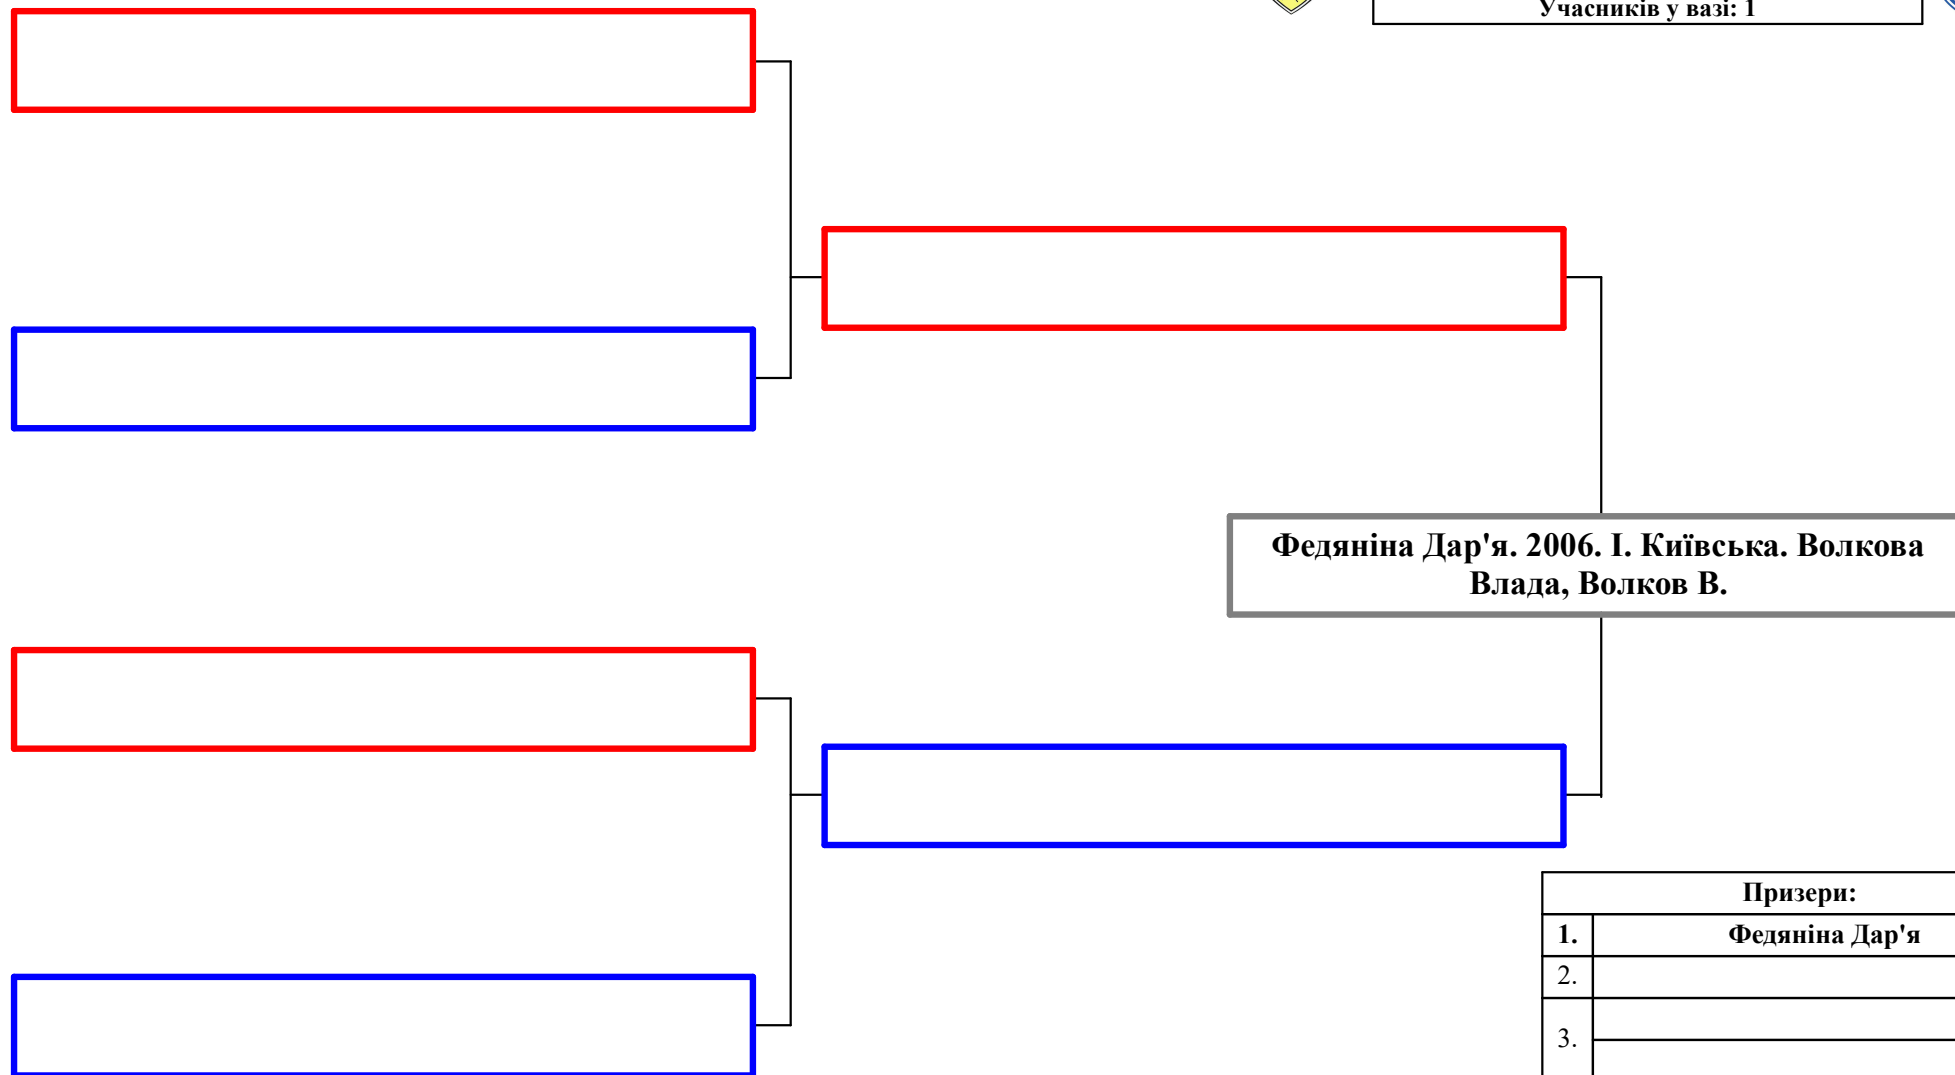 Учасників у вазі: 1
Федяніна Дар'я. 2006. І. Київська. Волкова
Влада, Волков В.
Призери:
1. Федяніна Дар'я
2.
3.